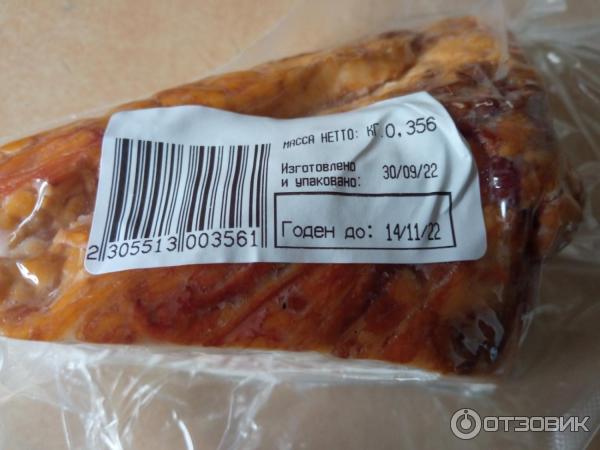 МАССА НЕТТО: КГ.0,356
Изготовлено
и упаковано: 30/09/22
Годен до: 14/11/22
2 305513 003561
ОТЗОВИК